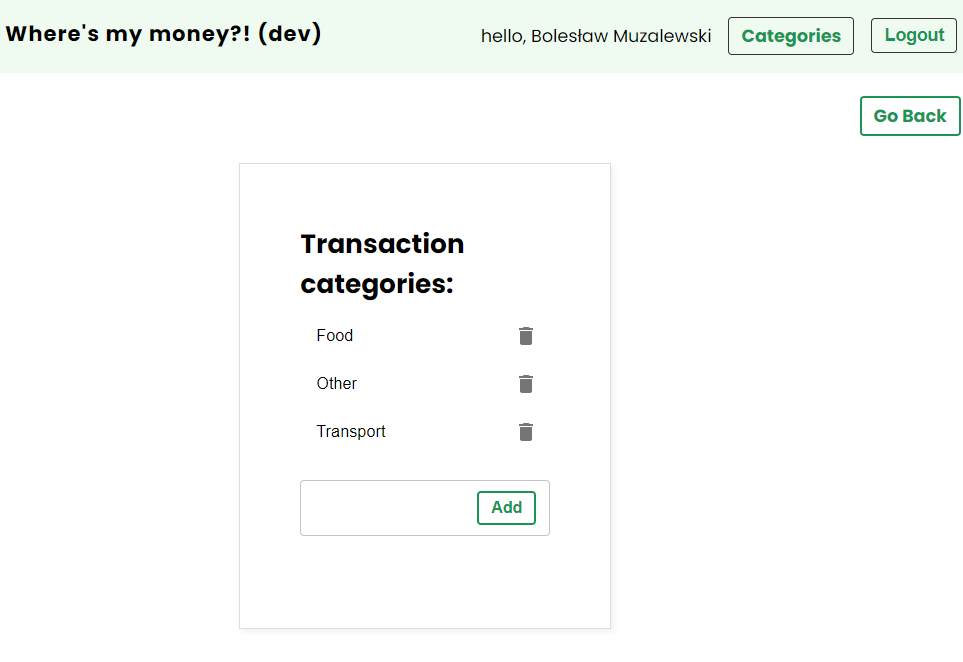 Where's my money?! (dev)
hello, Bolesław Muzalewski
Categories
Logout
Go Back
Transaction
categories:
Food
Other
Transport
Add